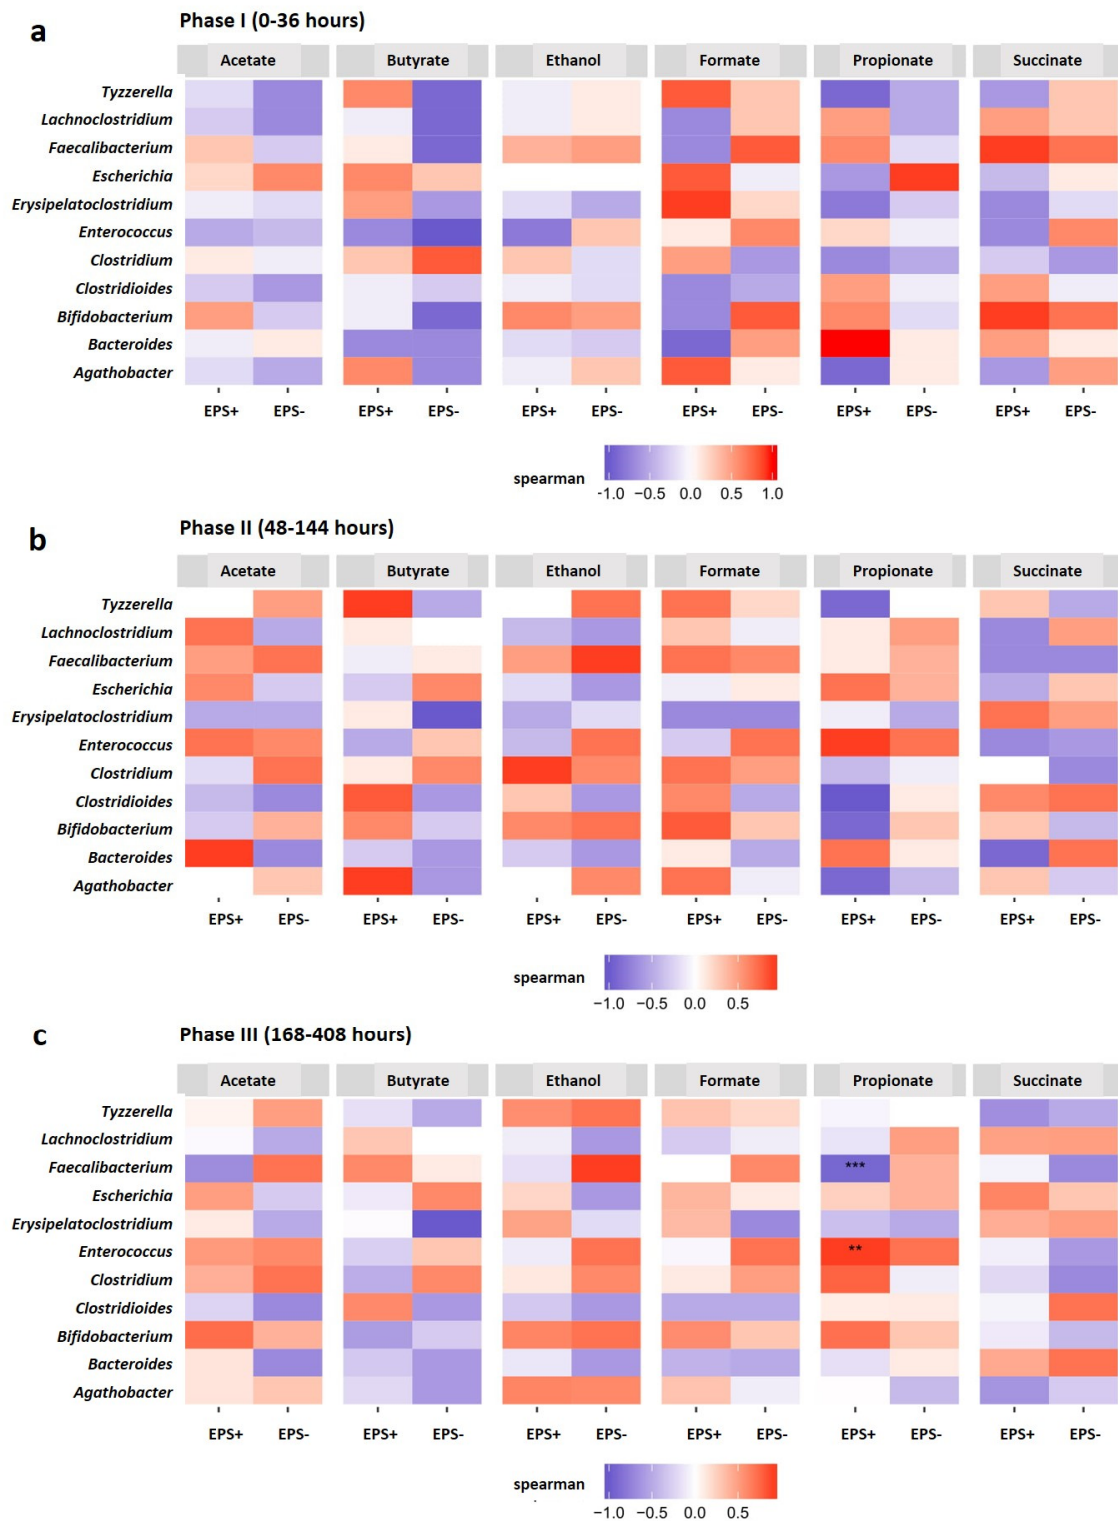 a
Phase I (0-36 hours)
Acetate Butyrate Ethanol Formate Propionate Succinate
Tyzzerella
Lachnoclostridium
Faecalibacterium
Escherichia
Erysipelatoclostridium
Enterococcus
Clostridium
Clostridioides
Bifidobacterium
Bacteroides
Agathobacter
EPS+ EPS- EPS+ EPS- EPS+ EPS- EPS+ EPS- EPS+ EPS- EPS+ EPS-
spearman
-1.0 −0.5 0.0 0.5 1.0
b
Phase II (48-144 hours)
Acetate Butyrate Ethanol Formate Propionate Succinate
Tyzzerella
Lachnoclostridium
Faecalibacterium
Escherichia
Erysipelatoclostridium
Enterococcus
Clostridium
Clostridioides
Bifidobacterium
Bacteroides
Agathobacter
EPS+ EPS- EPS+ EPS- EPS+ EPS- EPS+ EPS- EPS+ EPS- EPS+ EPS-
spearman
−1.0 −0.5 0.0 0.5
c
Phase III (168-408 hours)
Acetate Butyrate Ethanol Formate Propionate Succinate
Tyzzerella
Lachnoclostridium
Faecalibacterium ***
Escherichia
Erysipelatoclostridium
Enterococcus **
Clostridium
Clostridioides
Bifidobacterium
Bacteroides
Agathobacter
EPS+ EPS- EPS+ EPS- EPS+ EPS- EPS+ EPS- EPS+ EPS- EPS+ EPS-
spearman
−1.0 −0.5 0.0 0.5